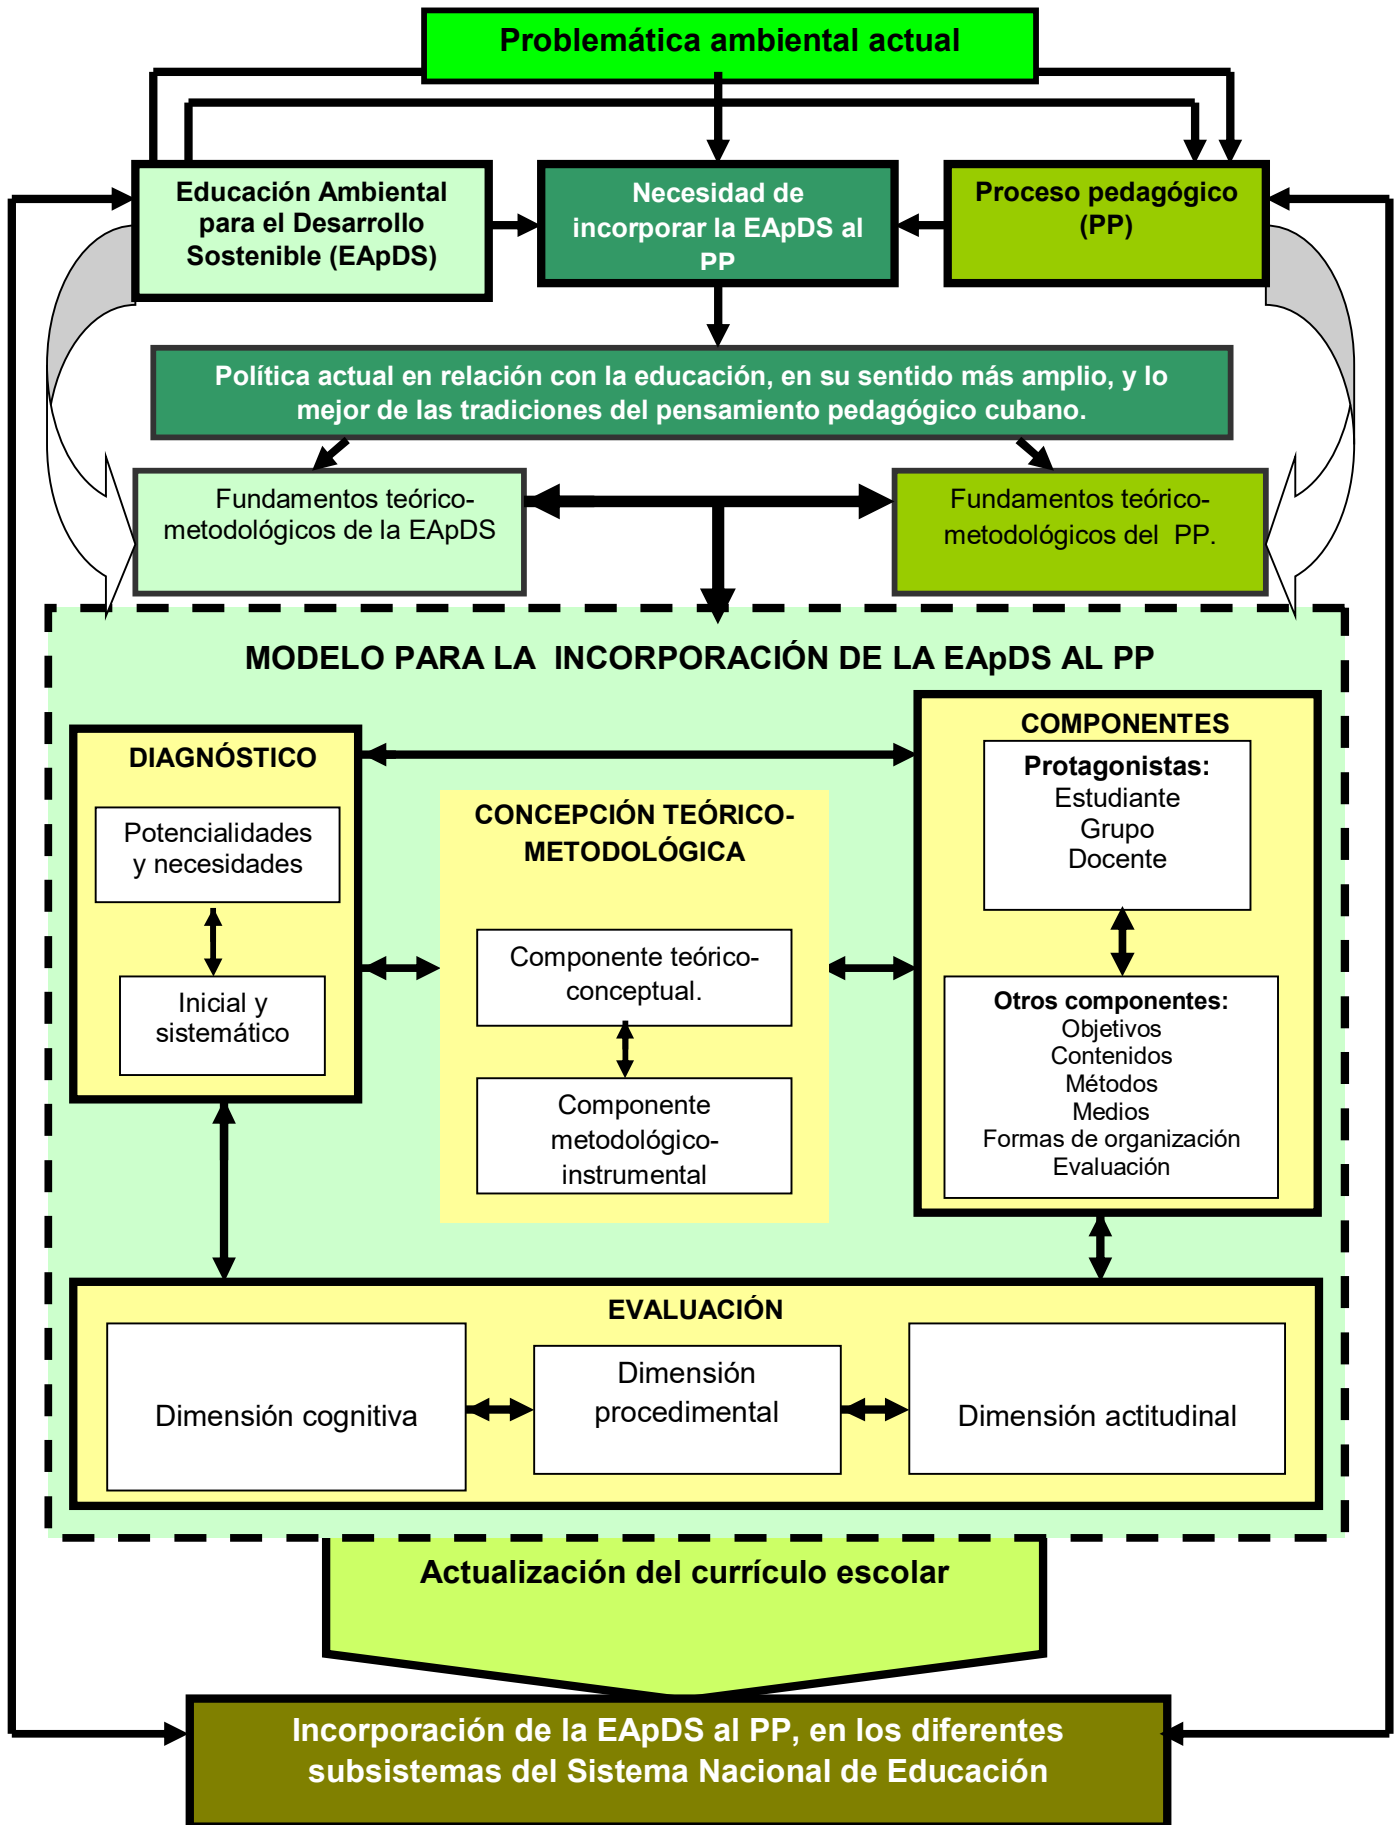 Problemática ambiental actual
Educación Ambiental
para el Desarrollo
Sostenible (EApDS)
Necesidad de
incorporar la EApDS al
PP
Proceso pedagógico
(PP)
Política actual en relación con la educación, en su sentido más amplio, y lo
mejor de las tradiciones del pensamiento pedagógico cubano.
Fundamentos teórico-
metodológicos de la EApDS
Fundamentos teórico-
metodológicos del PP.
MODELO PARA LA INCORPORACIÓN DE LA EApDS AL PP
DIAGNÓSTICO
Potencialidades
y necesidades
Inicial y
sistemático
CONCEPCIÓN TEÓRICO-
METODOLÓGICA
Componente teórico-
conceptual.
Componente
metodológico-
instrumental
COMPONENTES
Protagonistas:
Estudiante
Grupo
Docente
Otros componentes:
Objetivos
Contenidos
Métodos
Medios
Formas de organización
Evaluación
EVALUACIÓN
Dimensión cognitiva
Dimensión
procedimental
Dimensión actitudinal
Actualización del currículo escolar
Incorporación de la EApDS al PP, en los diferentes
subsistemas del Sistema Nacional de Educación